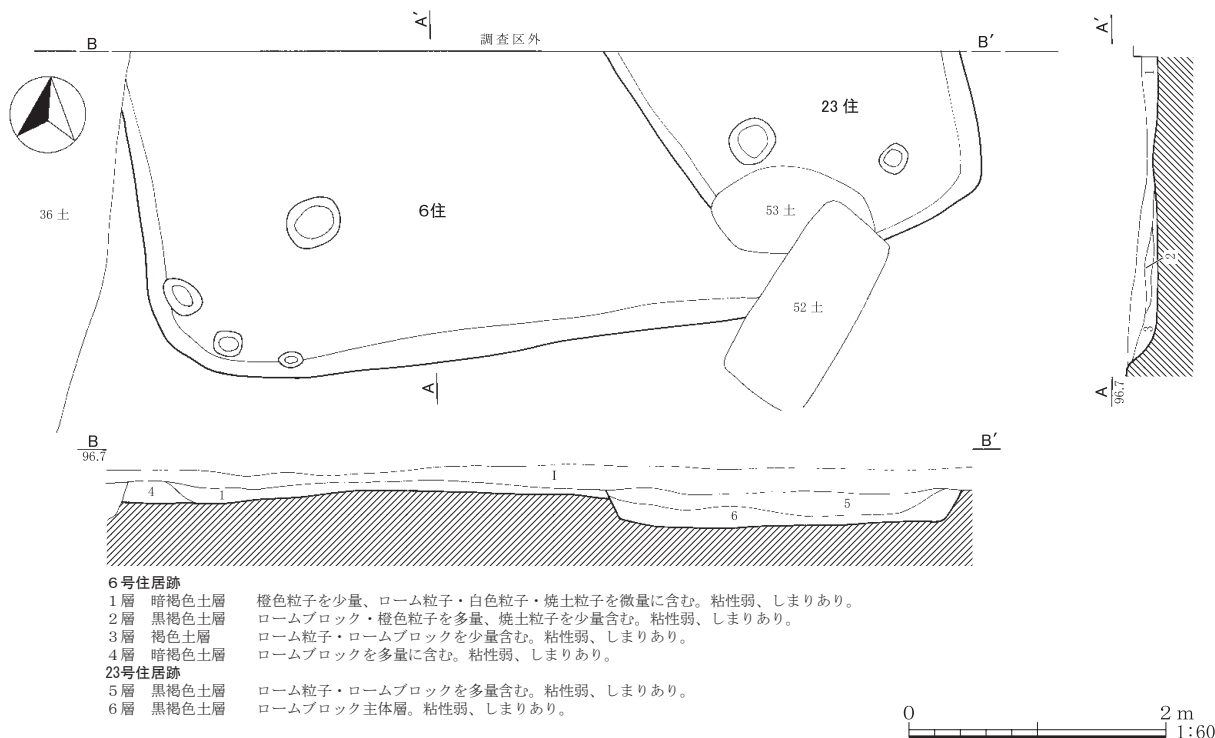 A′
調査区外
B
B′
A′
1
23 住
36 土
6住
53 土
2
52 土
3
A
A
96.7
B
96.7
B′
I
4
1
5
6
6号住居跡
1層 暗褐色土層 橙色粒子を少量、ローム粒子・白色粒子・焼土粒子を微量に含む。粘性弱、しまりあり。
2層 黒褐色土層 ロームブロック・橙色粒子を多量、焼土粒子を少量含む。粘性弱、しまりあり。
3層 褐色土層 ローム粒子・ロームブロックを少量含む。粘性弱、しまりあり。
4層 暗褐色土層 ロームブロックを多量に含む。粘性弱、しまりあり。
23号住居跡
5層 黒褐色土層 ローム粒子・ロームブロックを多量含む。粘性弱、しまりあり。
6層 黒褐色土層 ロームブロック主体層。粘性弱、しまりあり。
0
2 m
1:60